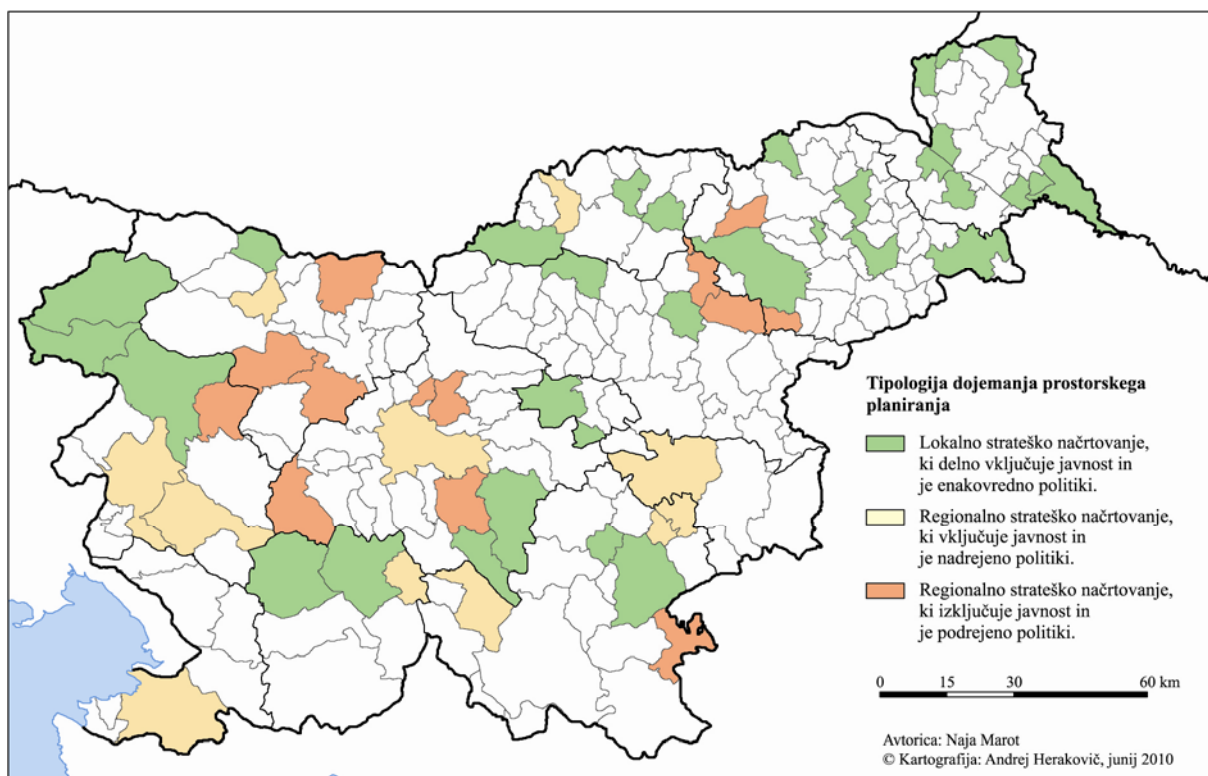 Tipologija dojemanja prostorskega
planiranja
Lokalno strateško načrtovanje,
ki delno vključuje javnost in
je enakovredno politiki.
Regionalno strateško načrtovanje,
ki vključuje javnost in
je nadrejeno politiki.
Regionalno strateško načrtovanje,
ki izključuje javnost in
je podrejeno politiki.
0 15 30 60 km
Avtorica: Naja Marot
© Kartografija: Andrej Herakovič, junij 2010